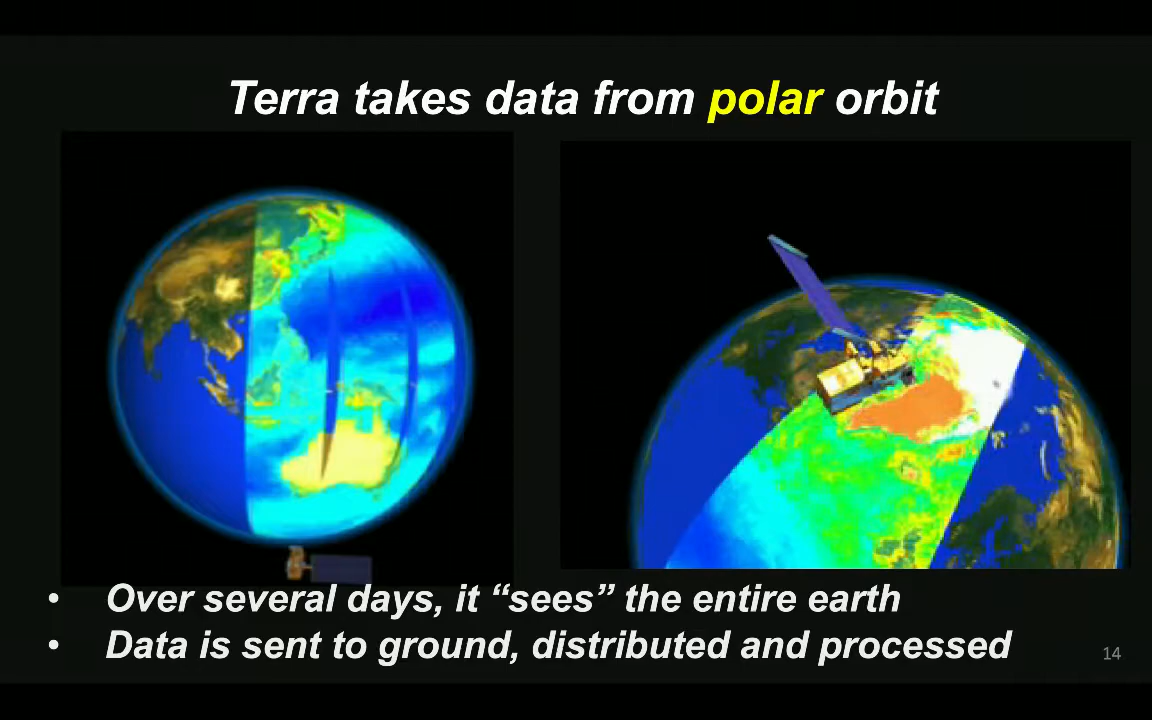 Terra takes data from polar orbit
• Over several days, it “sees” the entire earth
• Data is sent to ground, distributed and processed
14